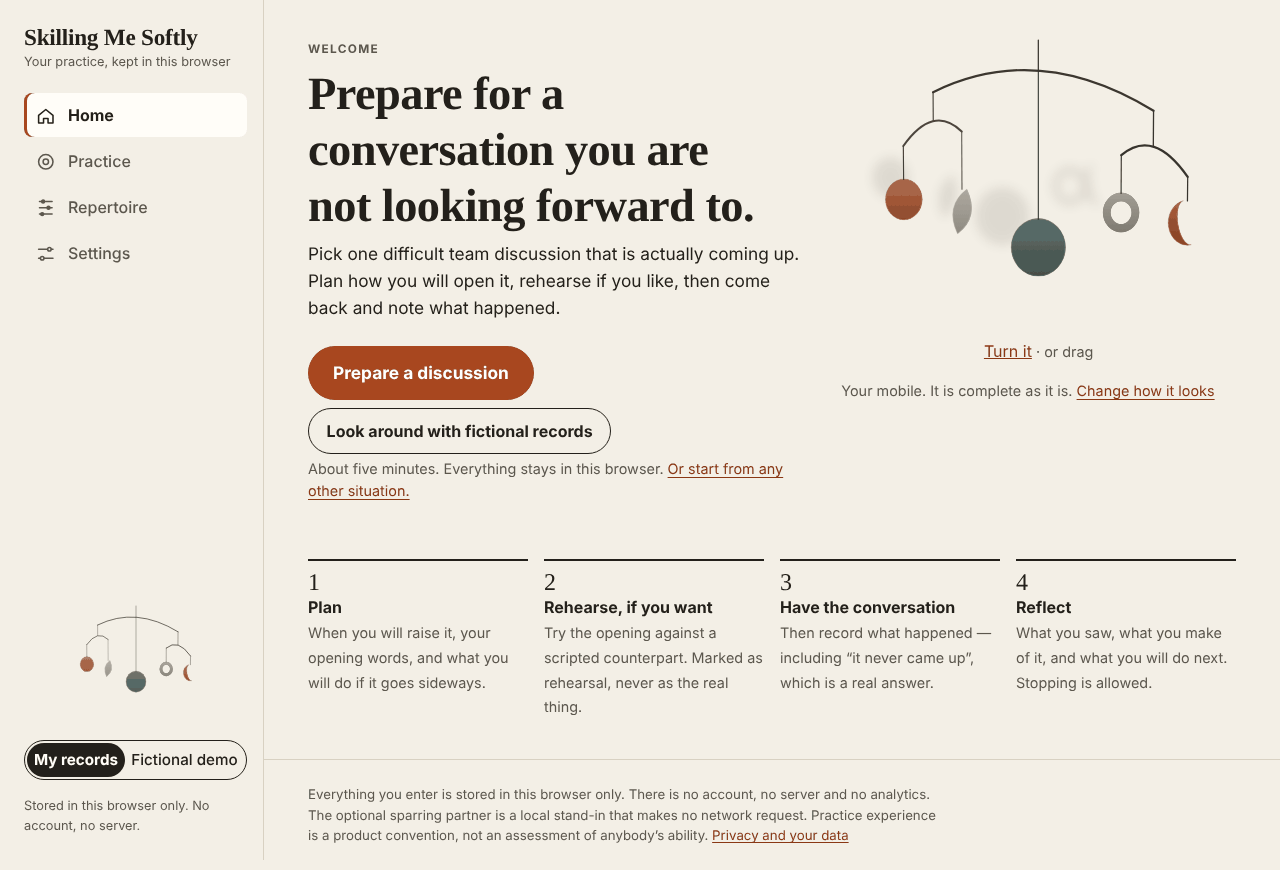 Skilling Me Softly
Your practice, kept in this browser
Home
Practice
Repertoire
Settings
My records
Fictional demo
Stored in this browser only. No
account, no server.
WELCOME
Prepare for a
conversation you are
not looking forward to.
Pick one difficult team discussion that is actually coming up.
Plan how you will open it, rehearse if you like, then come
back and note what happened.
Prepare a discussion
Look around with fictional records
About five minutes. Everything stays in this browser. Or start from any
other situation.
Turn it · or drag
Your mobile. It is complete as it is. Change how it looks
1
Plan
When you will raise it, your
opening words, and what you
will do if it goes sideways.
2
Rehearse, if you want
Try the opening against a
scripted counterpart. Marked as
rehearsal, never as the real
thing.
3
Have the conversation
Then record what happened —
including “it never came up”,
which is a real answer.
4
Reflect
What you saw, what you make
of it, and what you will do next.
Stopping is allowed.
Everything you enter is stored in this browser only. There is no account, no server and no analytics.
The optional sparring partner is a local stand-in that makes no network request. Practice experience
is a product convention, not an assessment of anybody’s ability. Privacy and your data